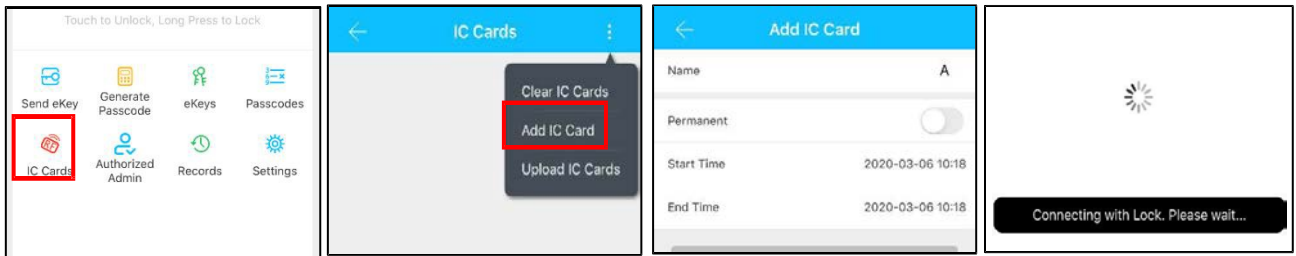 Touch to Unlock, Long Press to Lock
Send eKey
Generate
Passcode
eKeys
Passcodes
IC Cards
Authorized
Admin
Records
Settings
IC Cards
Clear IC Cards
Add IC Card
Upload IC Cards
Add IC Card
Name A
Permanent
Start Time 2020-03-06 10:18
End Time 2020-03-06 10:18
Connecting with Lock. Please wait...